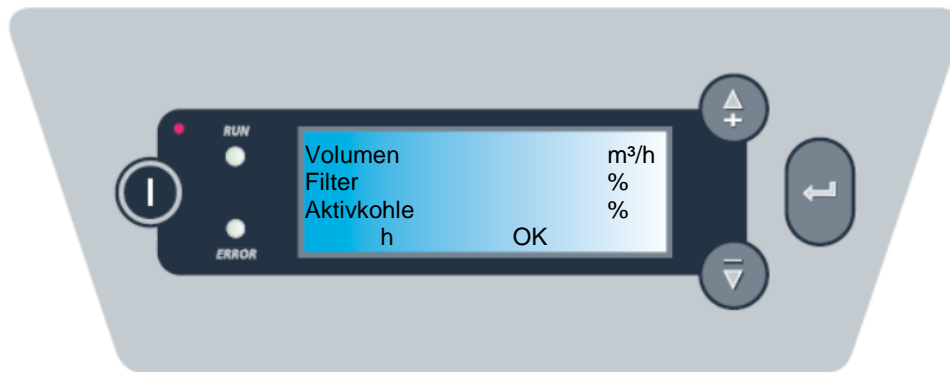 RUN
Volumen m³/h
Filter %
Aktivkohle %
h OK
ERROR